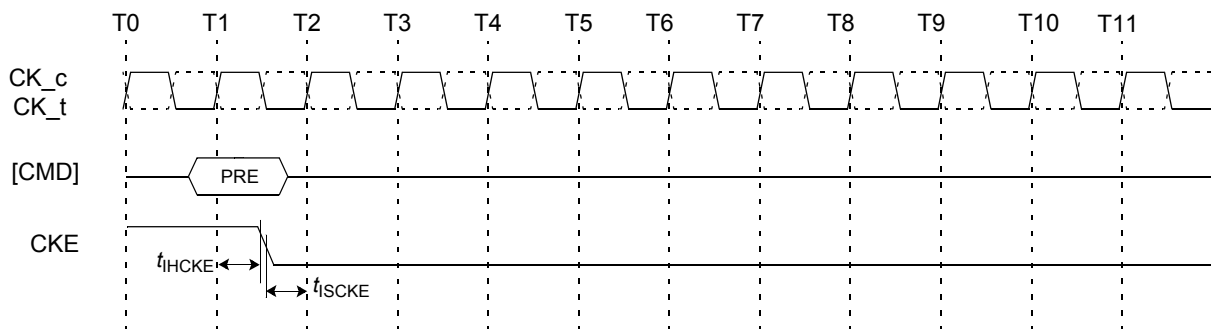 T0 T1 T2 T3 T4 T5 T6 T7 T8 T9 T10 T11
CK_c
CK_t
[CMD] PRE
CKE
tIHCKE
tISCKE